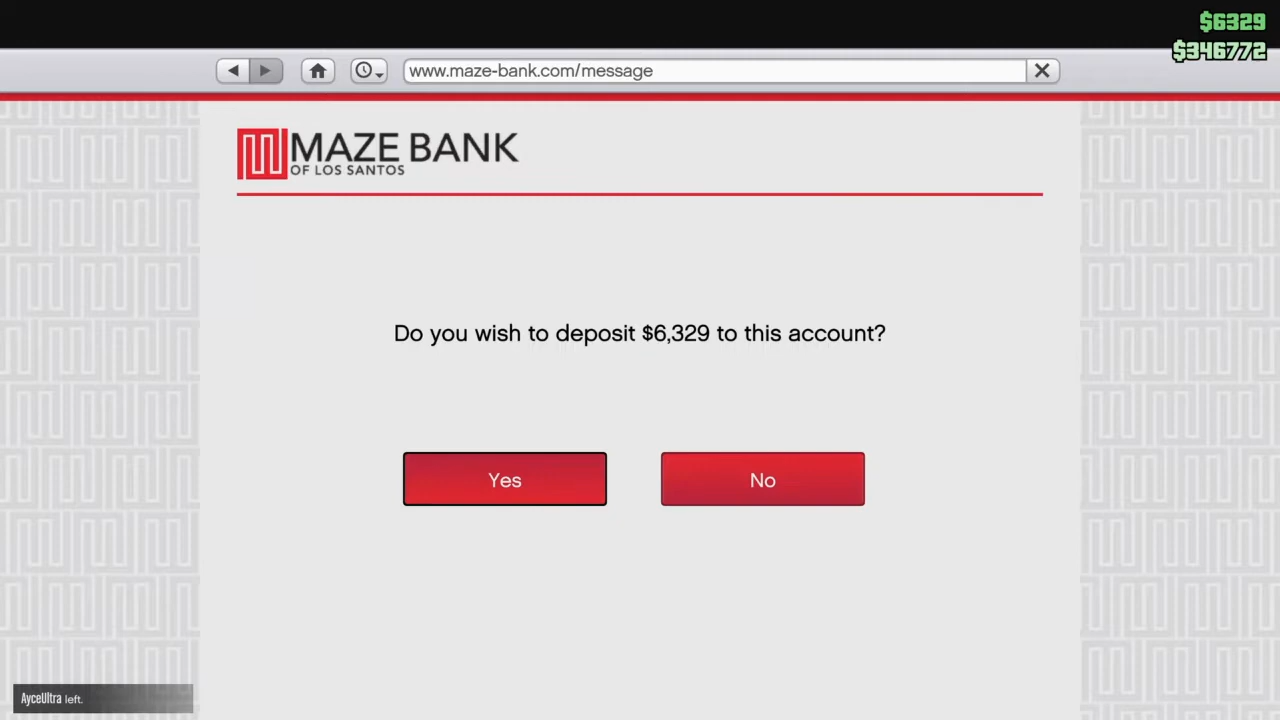 $6329
$346772
www.maze-bank.com/message
MAZE BANK
OF LOS SANTOS
Do you wish to deposit $6,329 to this account?
Yes
No
AyceUltra left.